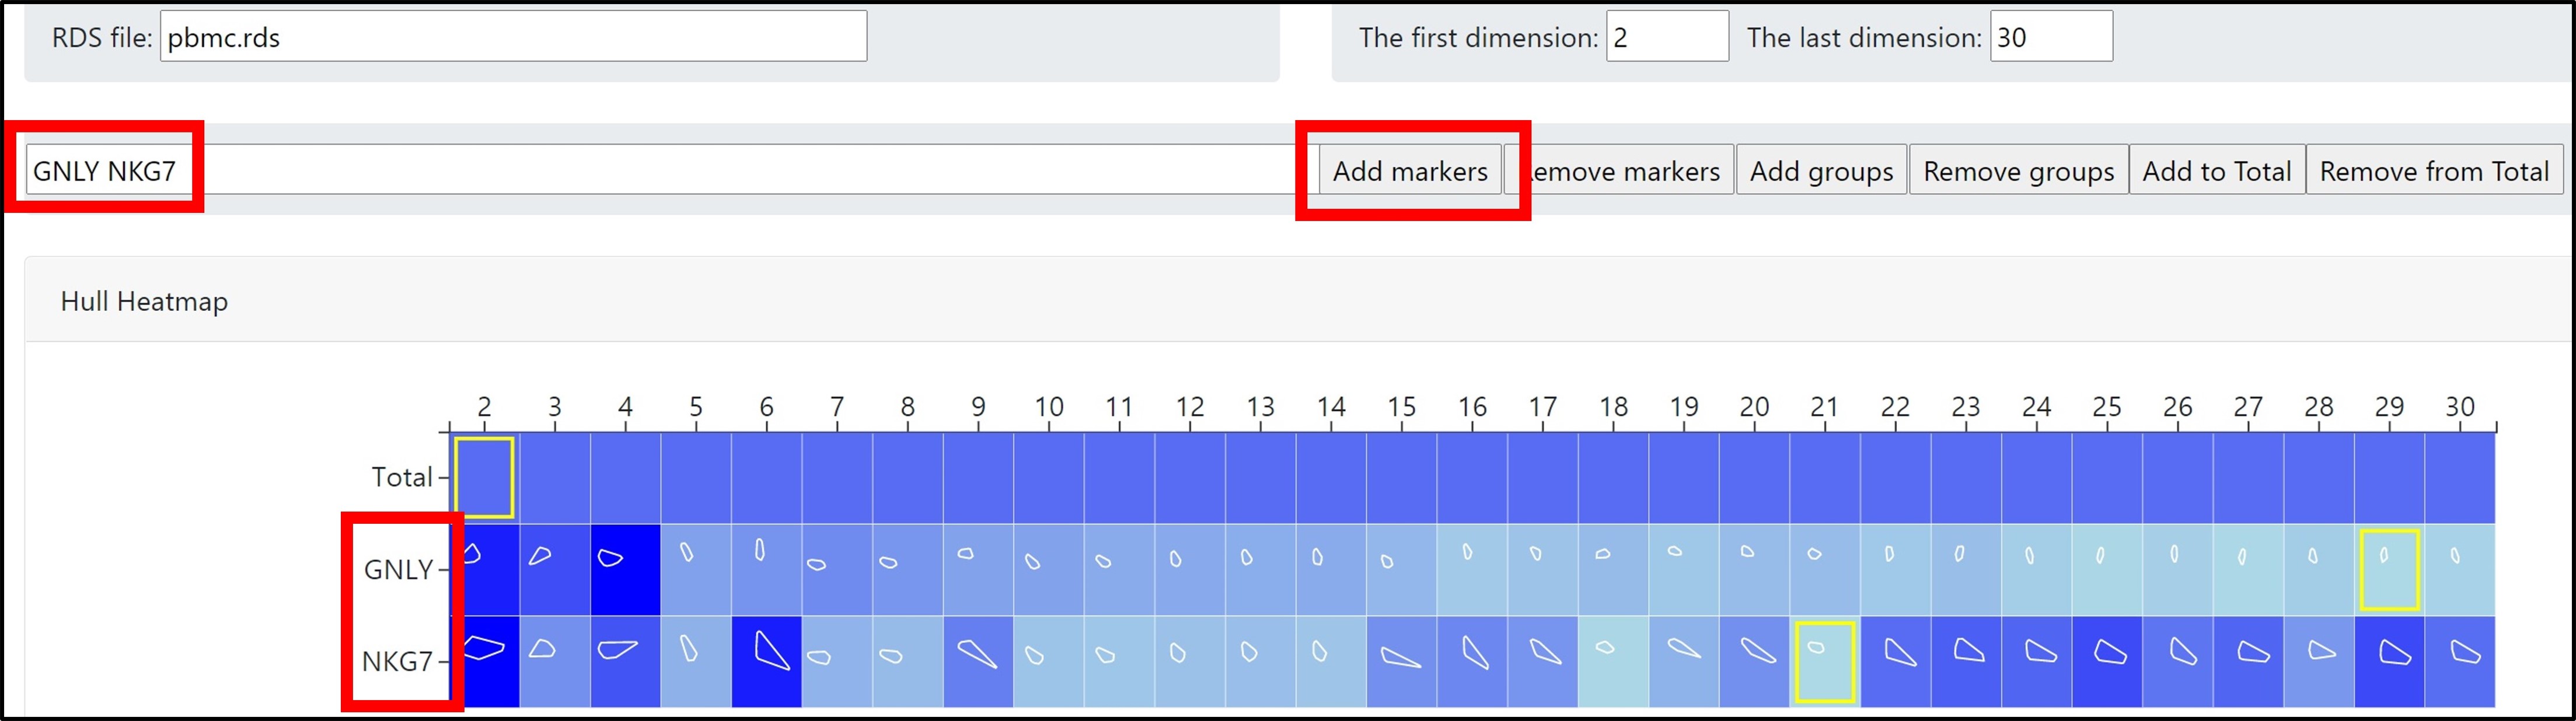 RDS file: pbmc.rds The first dimension: 2 The last dimension: 30
GNLY NKG7 Add markers emove markers Add groups Remove groups Add to Total Remove from Total
Hull Heatmap
2 3 4 5 6 7 8 9 10 11 12 13 14 15 16 17 18 19 20 21 22 23 24 25 26 27 28 29 30
Total
GNLY
NKG7